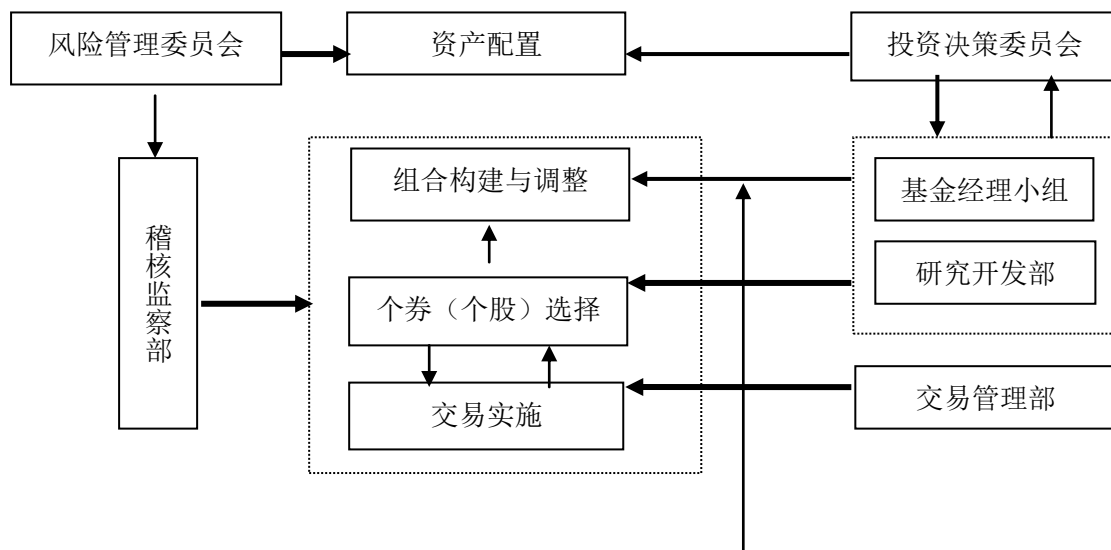 风险管理委员会
资产配置
投资决策委员会
组合构建与调整
基金经理小组
稽核监察部
研究开发部
个券（个股）选择
交易实施
交易管理部